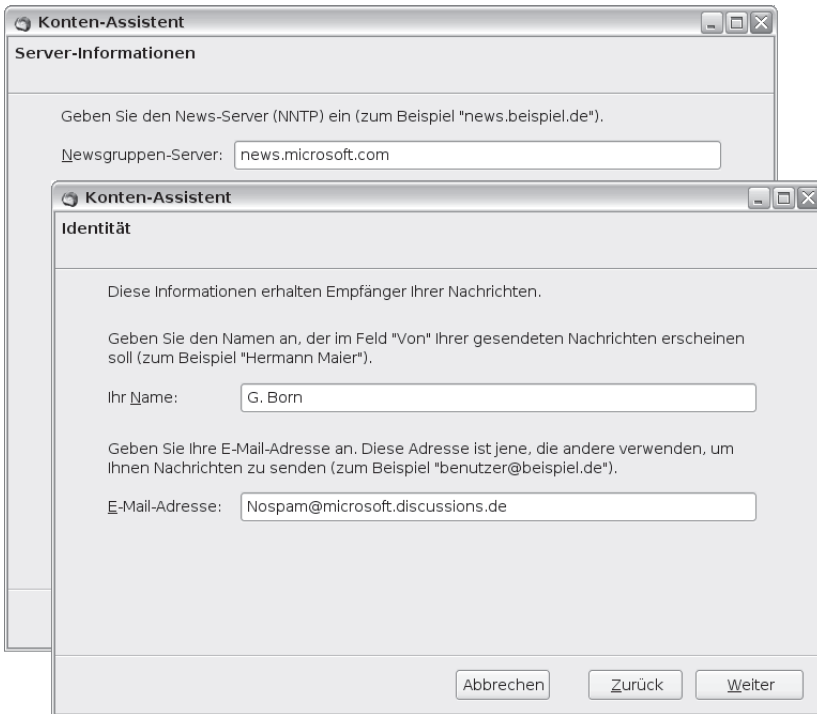 Konten-Assistent
Server-Informationen
Geben Sie den News-Server (NNTP) ein (zum Beispiel "news.beispiel.de").
Newsgruppen-Server: news.microsoft.com
Konten-Assistent
Identität
Diese Informationen erhalten Empfänger Ihrer Nachrichten.
Geben Sie den Namen an, der im Feld "Von" Ihrer gesendeten Nachrichten erscheinen
soll (zum Beispiel "Hermann Maier").
Ihr Name: G. Born
Geben Sie Ihre E-Mail-Adresse an. Diese Adresse ist jene, die andere verwenden, um
Ihnen Nachrichten zu senden (zum Beispiel "benutzer@beispiel.de").
E-Mail-Adresse: Nospam@microsoft.discussions.de
Abbrechen Zurück Weiter